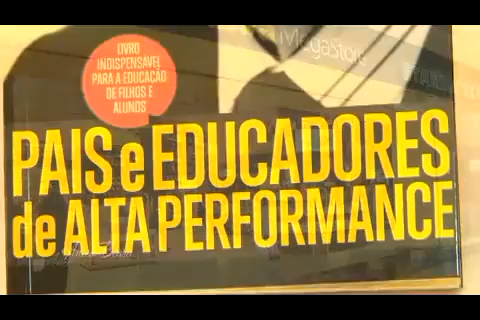 LIVRO
INDISPENSÁVEL
PARA A EDUCAÇÃO
DE FILHOS E
ALUNOS
MegaStore
PAIS e EDUCADORES
de ALTA PERFORMANCE